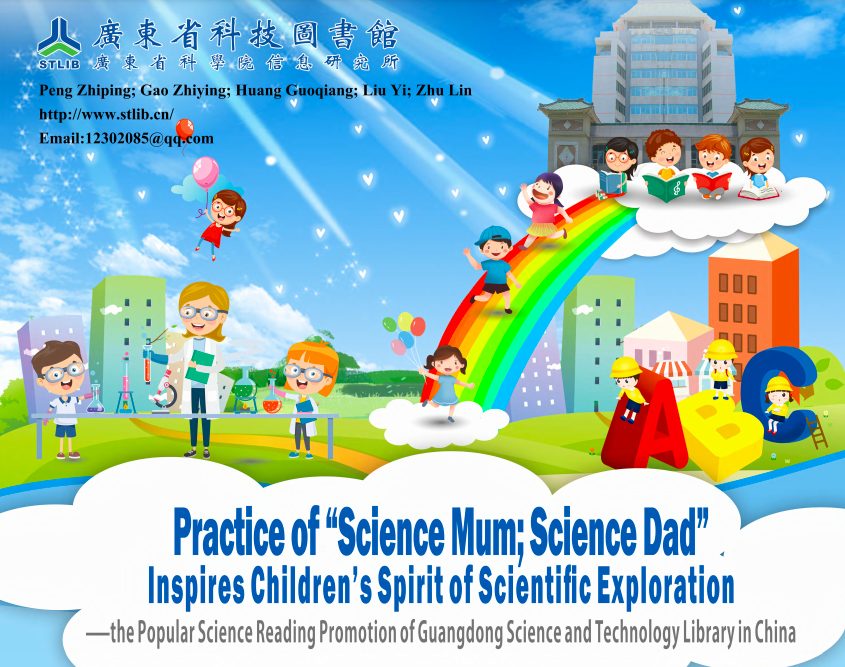 廣東省科技圖書館
STLIB 廣東省科學院信息研究所
Peng Zhiping; Gao Zhiying; Huang Guoqiang; Liu Yi; Zhu Lin
http://www.stlib.cn/
Email:12302085@qq.com
ABC
Practice of “Science Mum; Science Dad”
Inspires Children’s Spirit of Scientific Exploration
—the Popular Science Reading Promotion of Guangdong Science and Technology Library in China